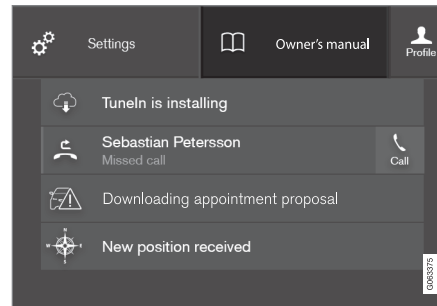 Settings
Owner's manual
Profile
TuneIn is installing
Sebastian Petersson
Missed call
Call
Downloading appointment proposal
New position received
N
W
E
S
G063375